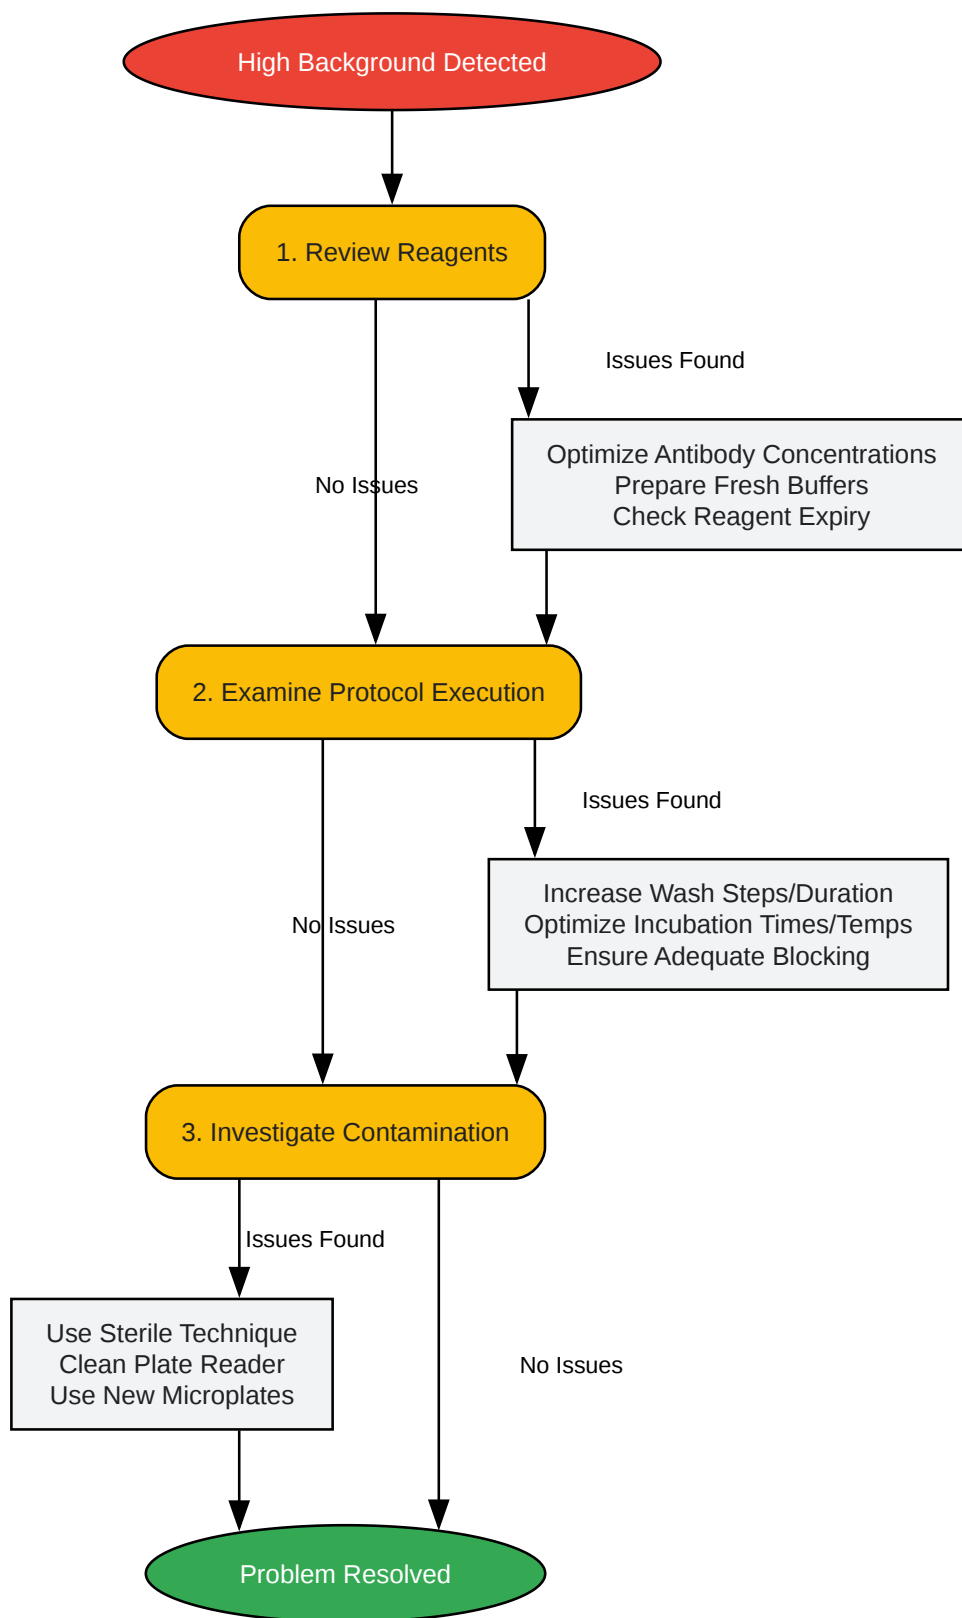 High Background Detected
1. Review Reagents
Issues Found
Optimize Antibody Concentrations
Prepare Fresh Buffers
Check Reagent Expiry
No Issues
2. Examine Protocol Execution
Issues Found
Increase Wash Steps/Duration
Optimize Incubation Times/Temps
Ensure Adequate Blocking
No Issues
3. Investigate Contamination
Issues Found
Use Sterile Technique
Clean Plate Reader
Use New Microplates
No Issues
Problem Resolved